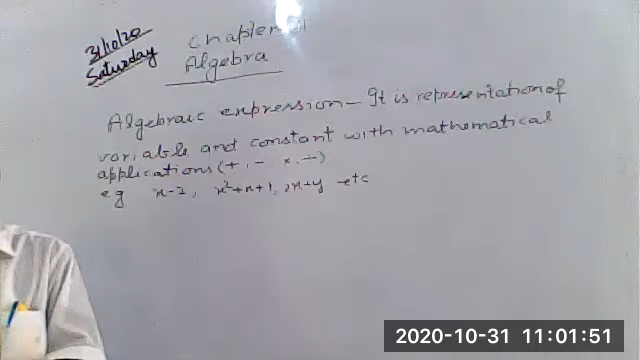 31/10/20
Saturday
Chapter
Algebra
Algebraic expression - It is representation of
variable and constant with mathematical
applications (+, -, ×, ÷)
eg x-2, x²+x+1, 2x+y etc
2020-10-31 11:01:51